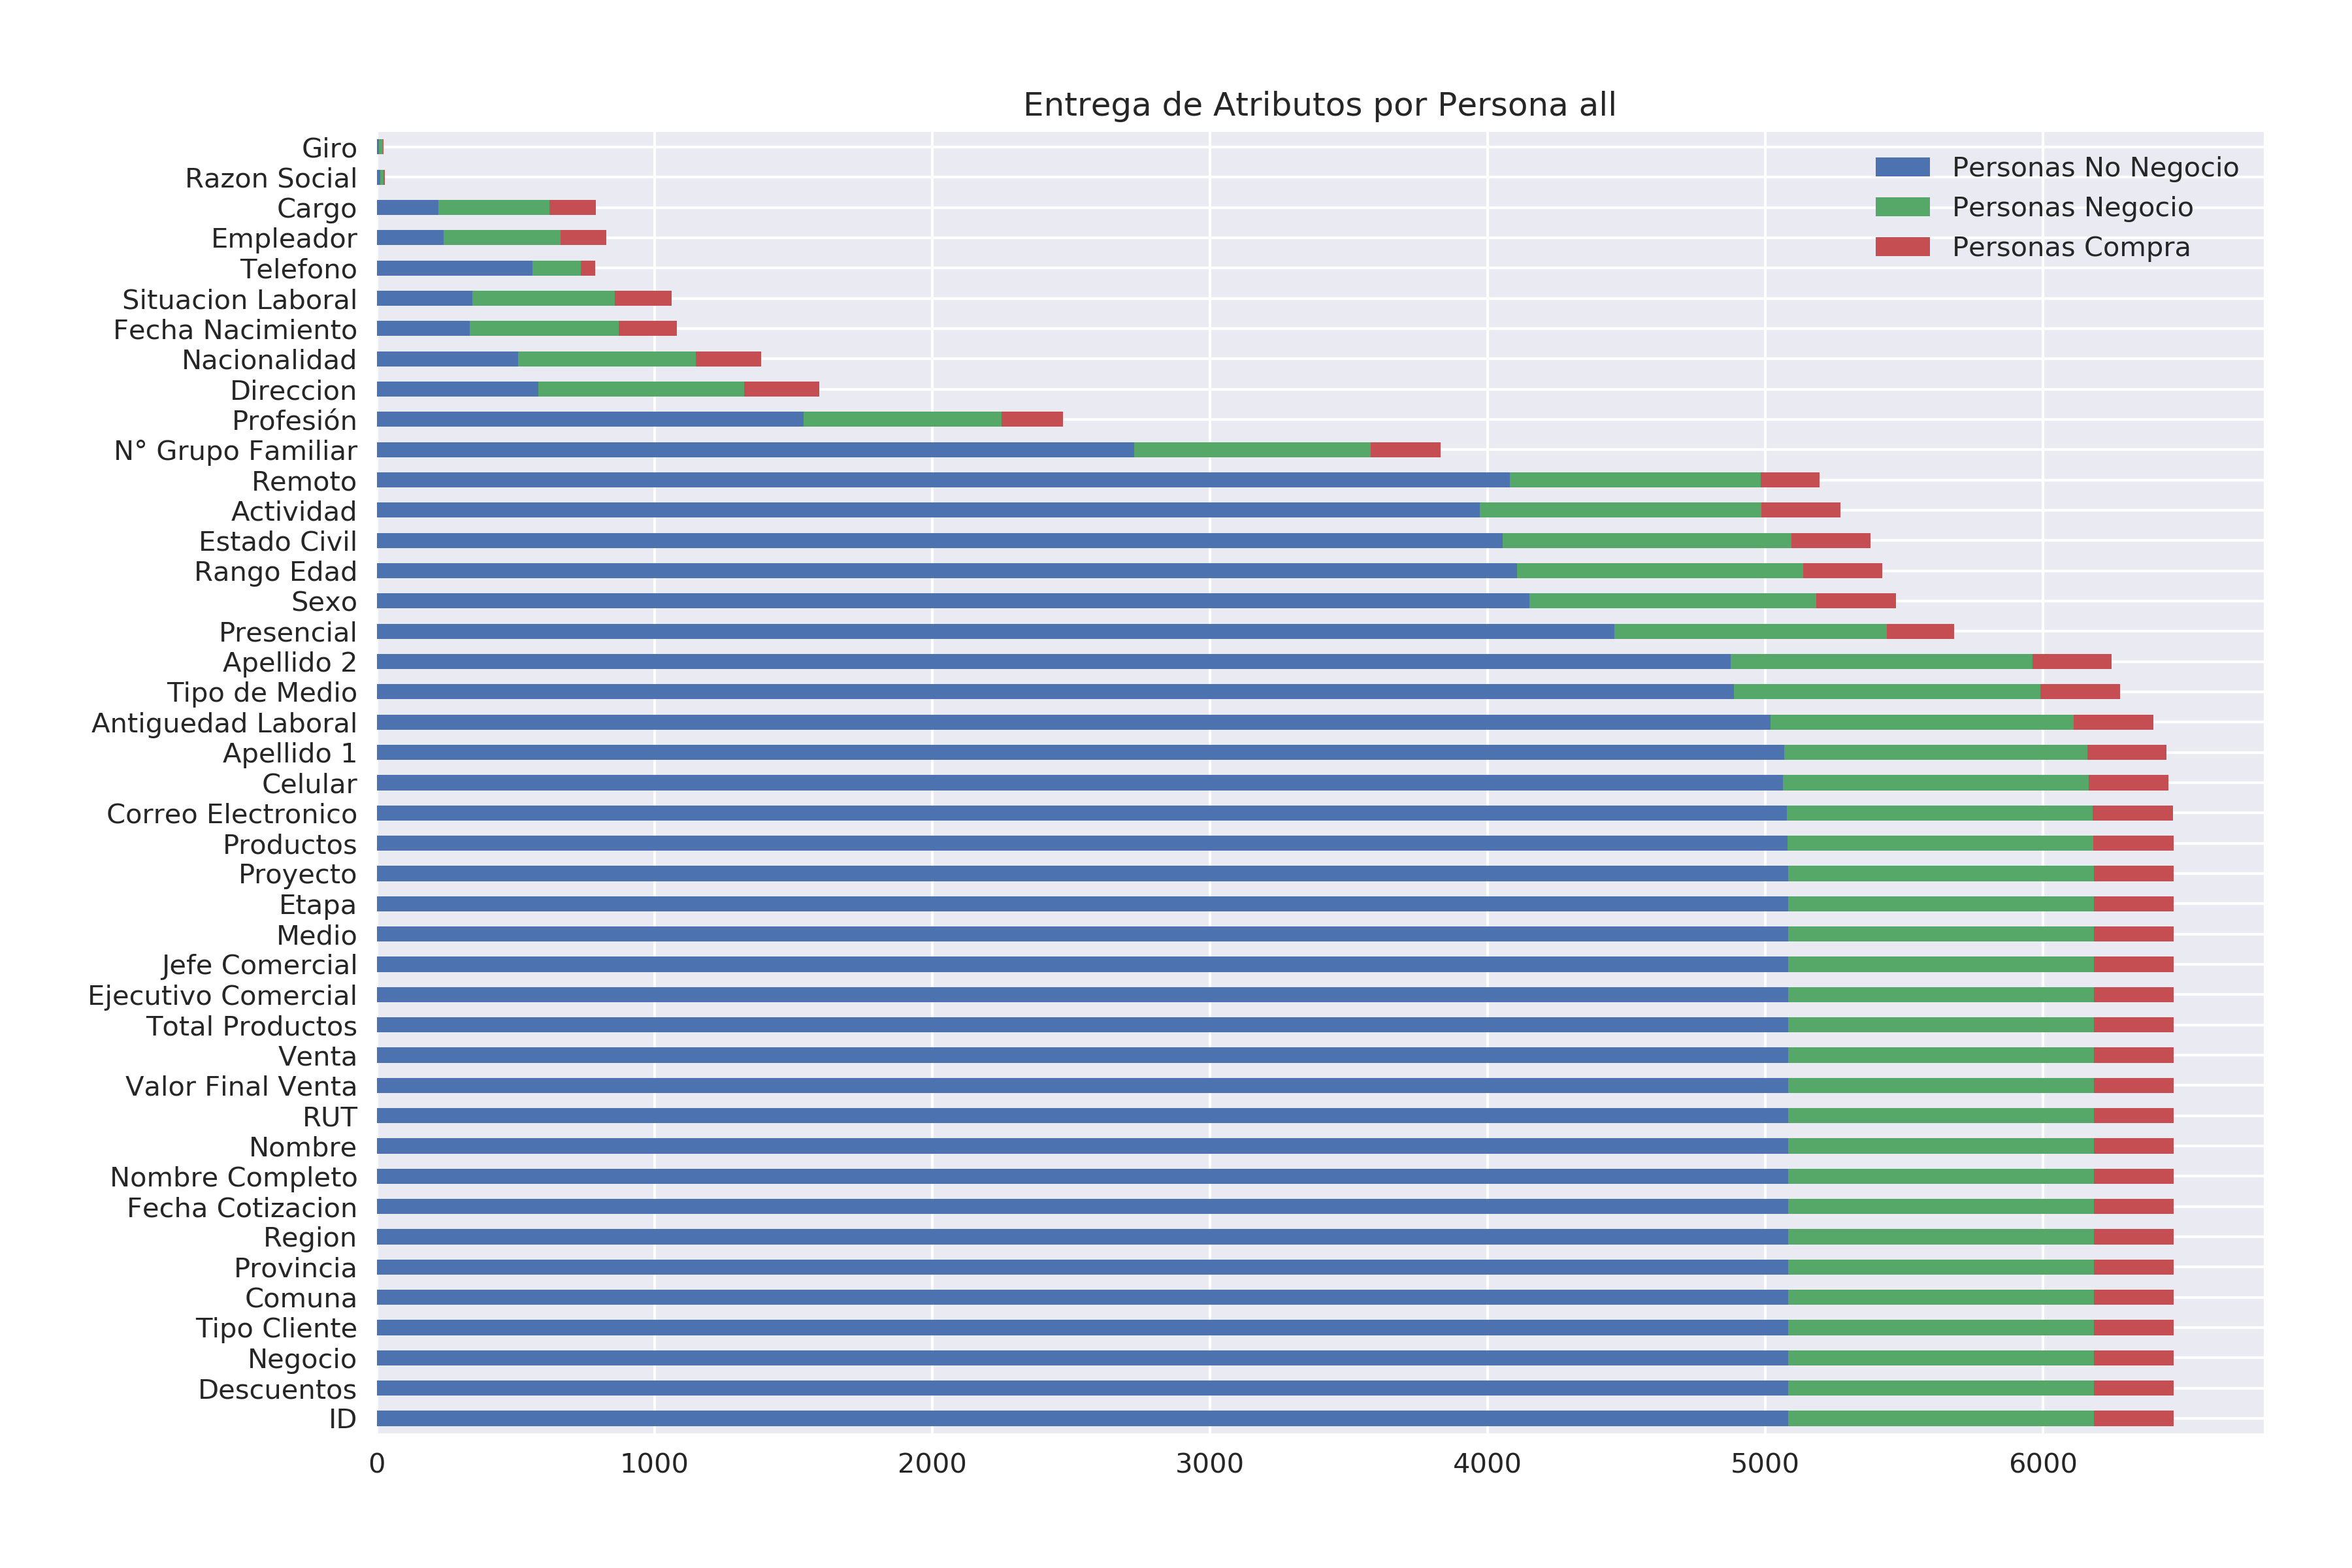 Entrega de Atributos por Persona all
Giro
Razon Social
Cargo
Empleador
Telefono
Situacion Laboral
Fecha Nacimiento
Nacionalidad
Direccion
Profesión
N° Grupo Familiar
Remoto
Actividad
Estado Civil
Rango Edad
Sexo
Presencial
Apellido 2
Tipo de Medio
Antiguedad Laboral
Apellido 1
Celular
Correo Electronico
Productos
Proyecto
Etapa
Medio
Jefe Comercial
Ejecutivo Comercial
Total Productos
Venta
Valor Final Venta
RUT
Nombre
Nombre Completo
Fecha Cotizacion
Region
Provincia
Comuna
Tipo Cliente
Negocio
Descuentos
ID
Personas No Negocio
Personas Negocio
Personas Compra
0 1000 2000 3000 4000 5000 6000